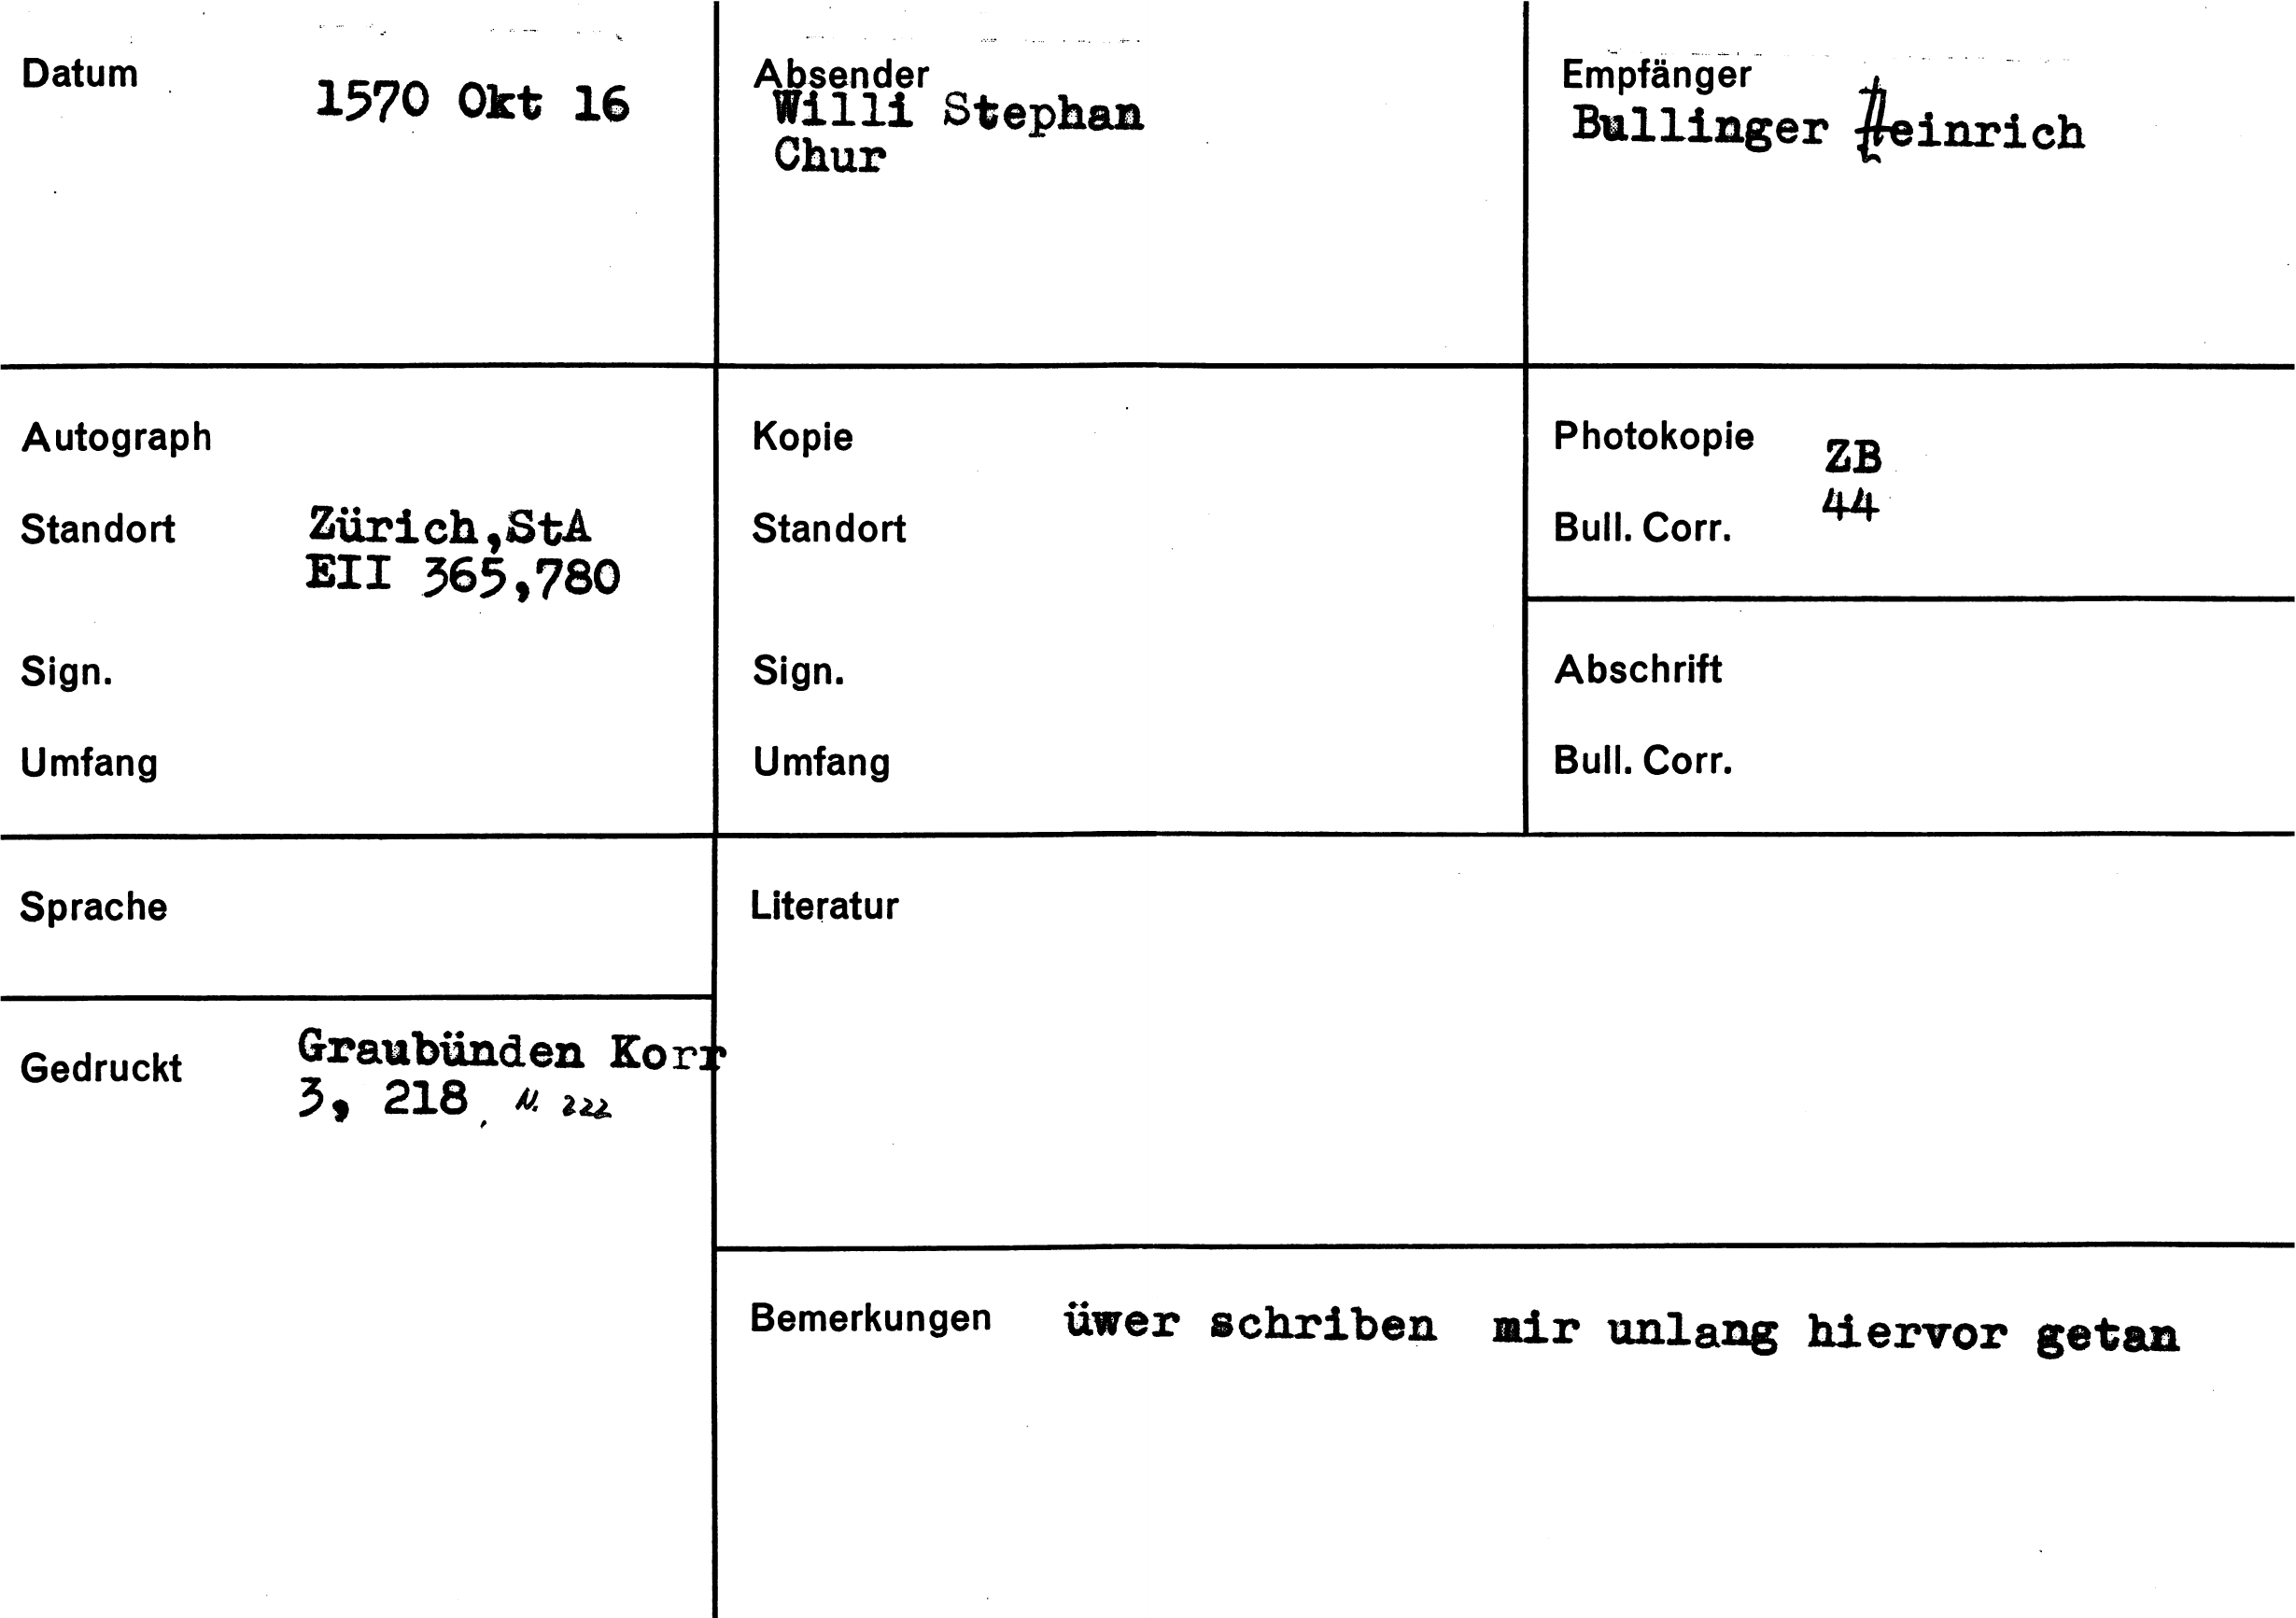 Datum
1570 Okt 16
Absender
Willi Stephan
Chur
Empfänger
Bullinger Heinrich
Autograph
Standort
Zürich,StA
EII 365,780
Sign.
Umfang
Kopie
Standort
Sign.
Umfang
Photokopie
ZB
Bull. Corr.
44
Abschrift
Bull. Corr.
Sprache
Gedruckt
Graubünden Korr
3, 218, N. 222
Literatur
Bemerkungen üwer schriben mir unlang hiervor getan